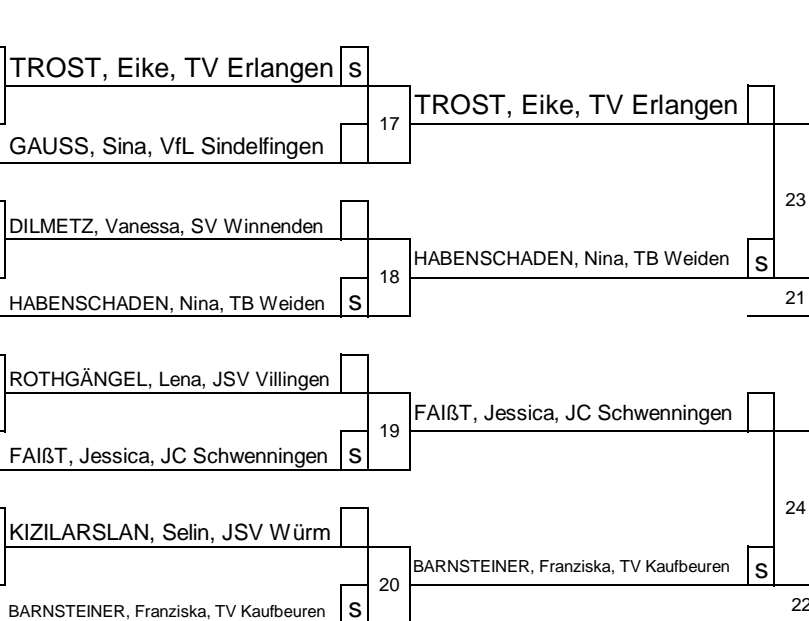 TROST, Eike, TV Erlangen s
TROST, Eike, TV Erlangen
17
GAUSS, Sina, VfL Sindelfingen
23
DILMETZ, Vanessa, SV Winnenden
HABENSCHADEN, Nina, TB Weiden s
18
21
HABENSCHADEN, Nina, TB Weiden s
ROTHGÄNGEL, Lena, JSV Villingen
FAIßT, Jessica, JC Schwenningen
19
FAIßT, Jessica, JC Schwenningen s
24
KIZILARSLAN, Selin, JSV Würm
BARNSTEINER, Franziska, TV Kaufbeuren s
20
22
BARNSTEINER, Franziska, TV Kaufbeuren s